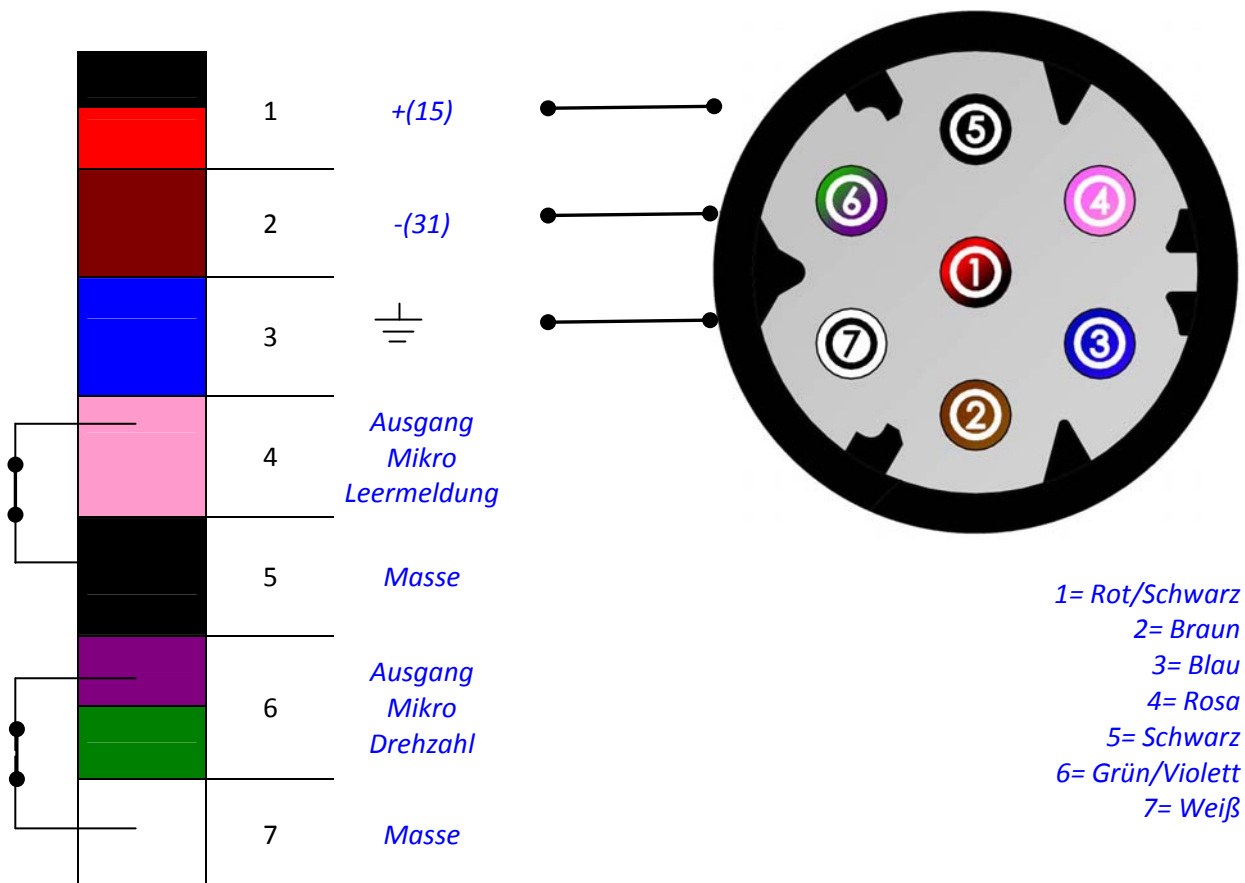 1 +(15)
2 -(31)
3
4 Ausgang
Mikro
Leermeldung
5 Masse
6 Ausgang
Mikro
Drehzahl
7 Masse
5
6
4
1
7
3
2
1= Rot/Schwarz
2= Braun
3= Blau
4= Rosa
5= Schwarz
6= Grün/Violett
7= Weiß